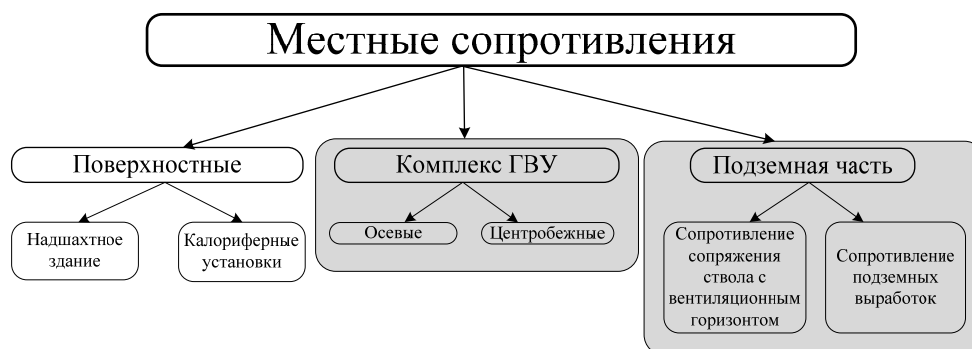 Местные сопротивления
Поверхностные
Комплекс ГВУ
Подземная часть
Надшахтное
здание
Калориферные
установки
Осевые
Центробежные
Сопротивление
сопряжения
ствола с
вентиляционным
горизонтом
Сопротивление
подземных
выработок